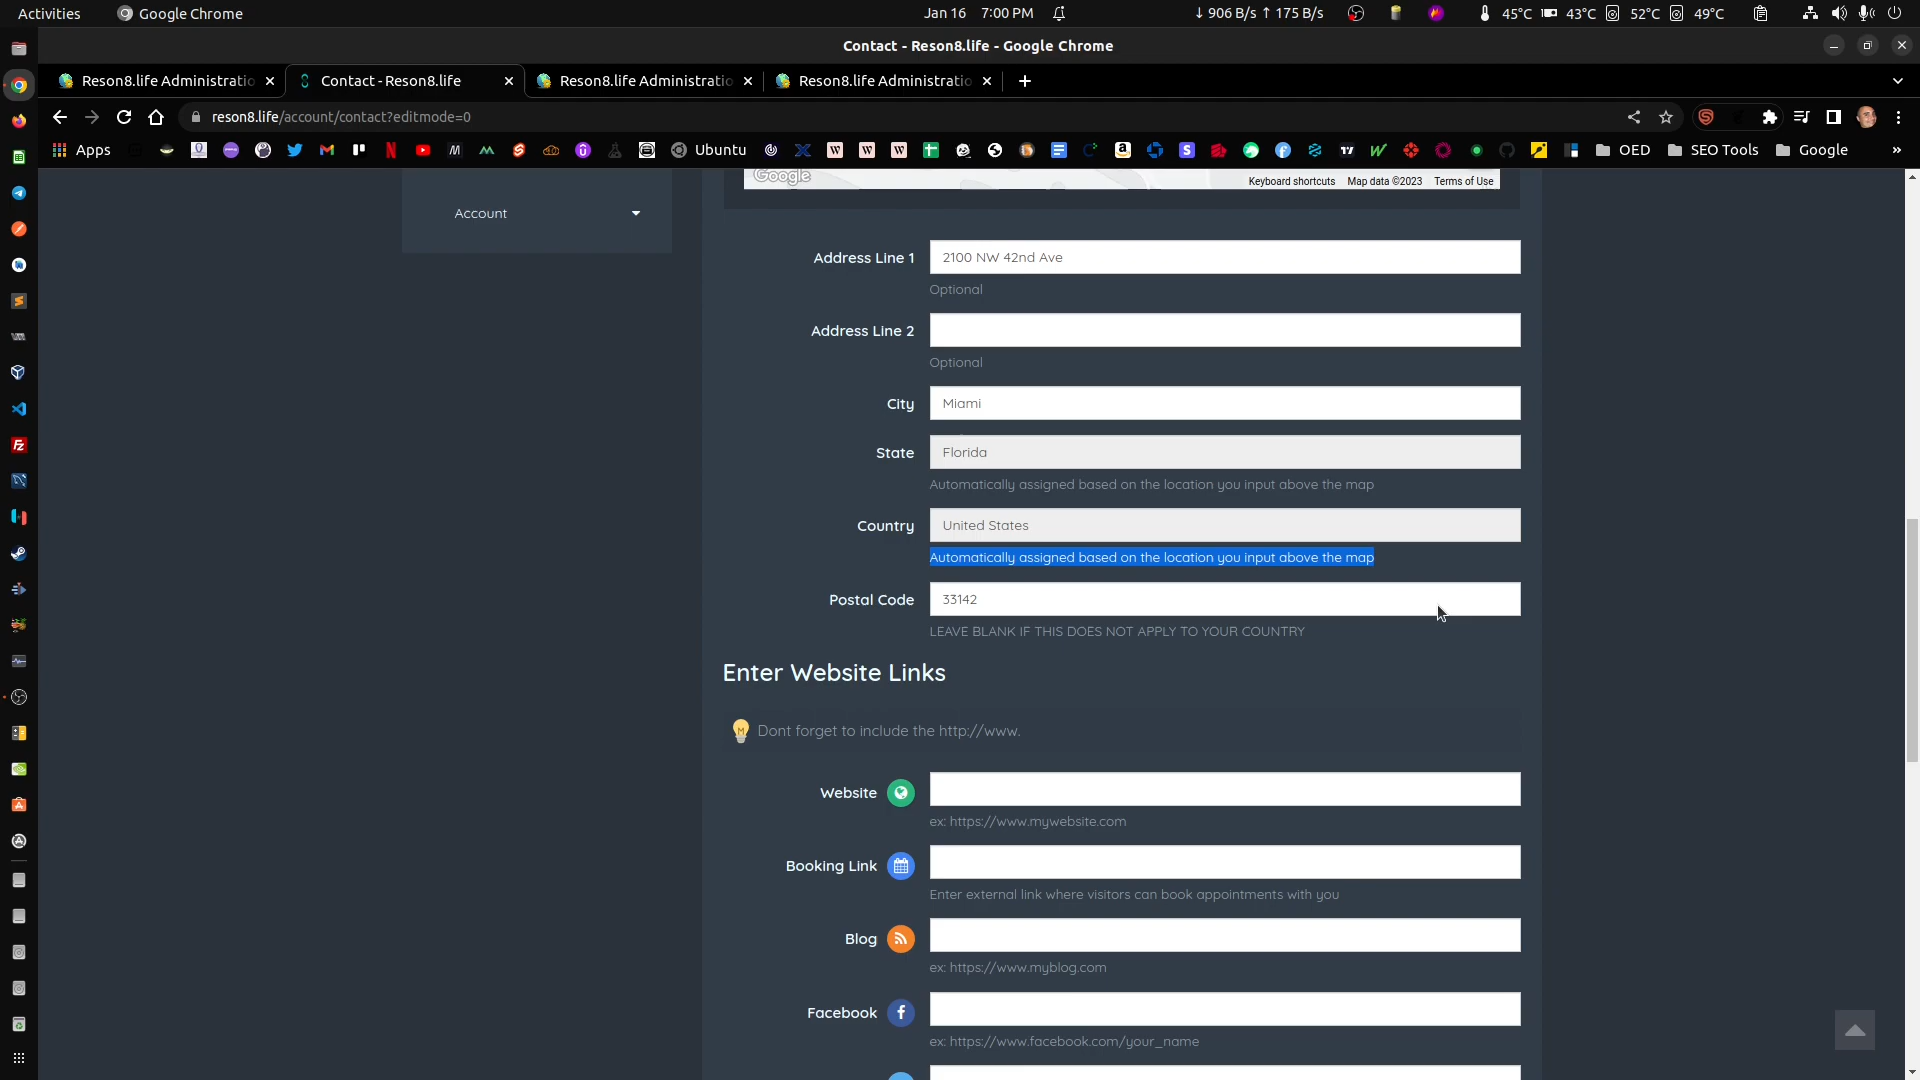 Activities
Google Chrome
Jan 16 7:00 PM
↓ 906 B/s ↑ 175 B/s
45°C
43°C
52°C
49°C
Contact - Reson8.life - Google Chrome
Reson8.life Administratio
Contact - Reson8.life
Reson8.life Administratio
Reson8.life Administratio
reson8.life/account/contact?editmode=0
Apps
Ubuntu
OED
SEO Tools
Google
»
Google
Keyboard shortcuts
Map data ©2023
Terms of Use
Account
Address Line 1
2100 NW 42nd Ave
Optional
Address Line 2
Optional
City
Miami
State
Florida
Automatically assigned based on the location you input above the map
Country
United States
Automatically assigned based on the location you input above the map
Postal Code
33142
LEAVE BLANK IF THIS DOES NOT APPLY TO YOUR COUNTRY
Enter Website Links
Dont forget to include the http://www.
Website
ex: https://www.mywebsite.com
Booking Link
Enter external link where visitors can book appointments with you
Blog
ex: https://www.myblog.com
Facebook
ex: https://www.facebook.com/your_name